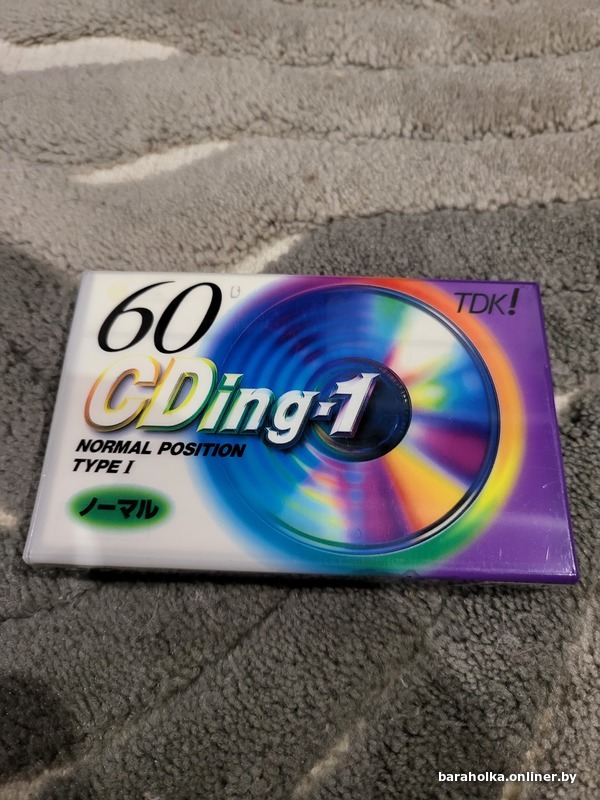 60
TDK!
CDing-1
NORMAL POSITION
TYPE I
ノーマル
baraholka.onliner.by